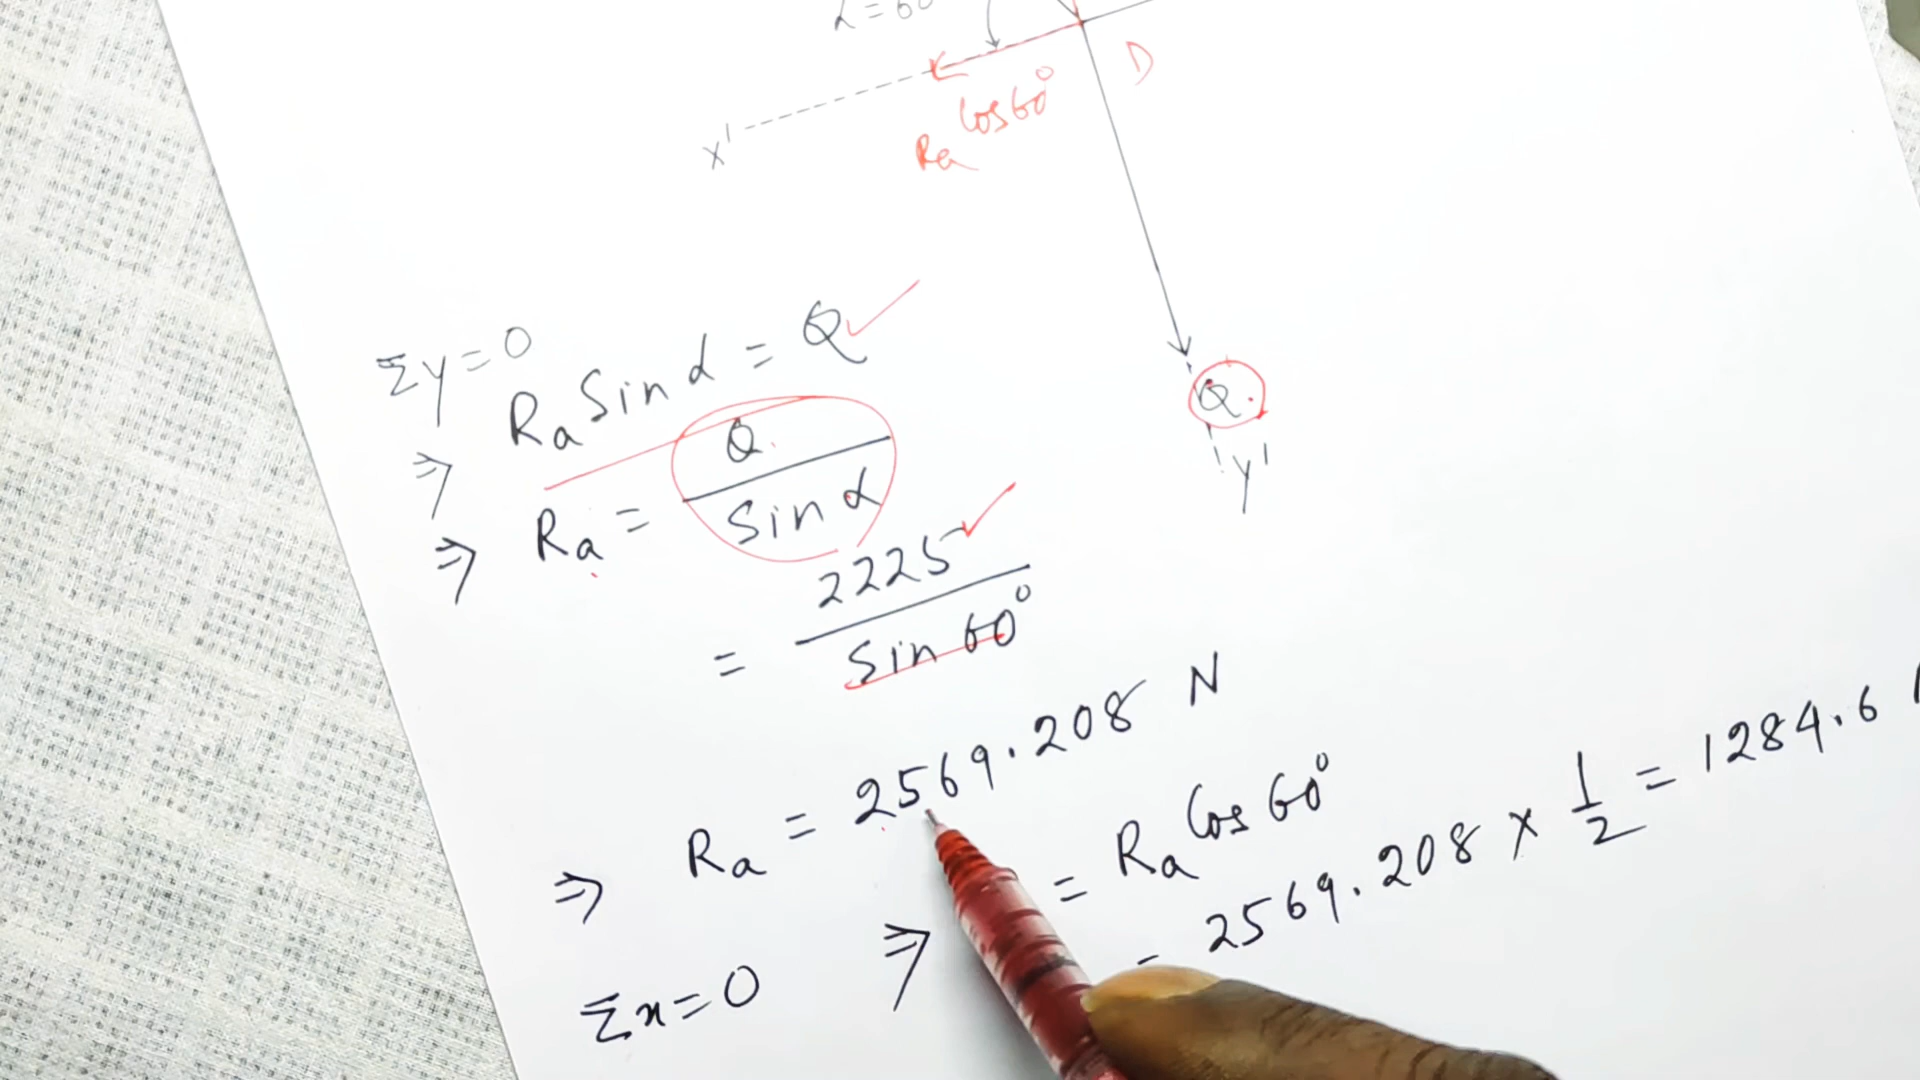 α = 60
D
Ra Cos60°
x'
Σy=0
⇒ Ra Sin α = Q
Q
y'
⇒ Ra = Q / Sin α
= 2225 / Sin 60°
⇒ Ra = 2569.208 N
Σx=0 ⇒ = Ra Cos 60°
= 2569.208 × 1/2 = 1284.6